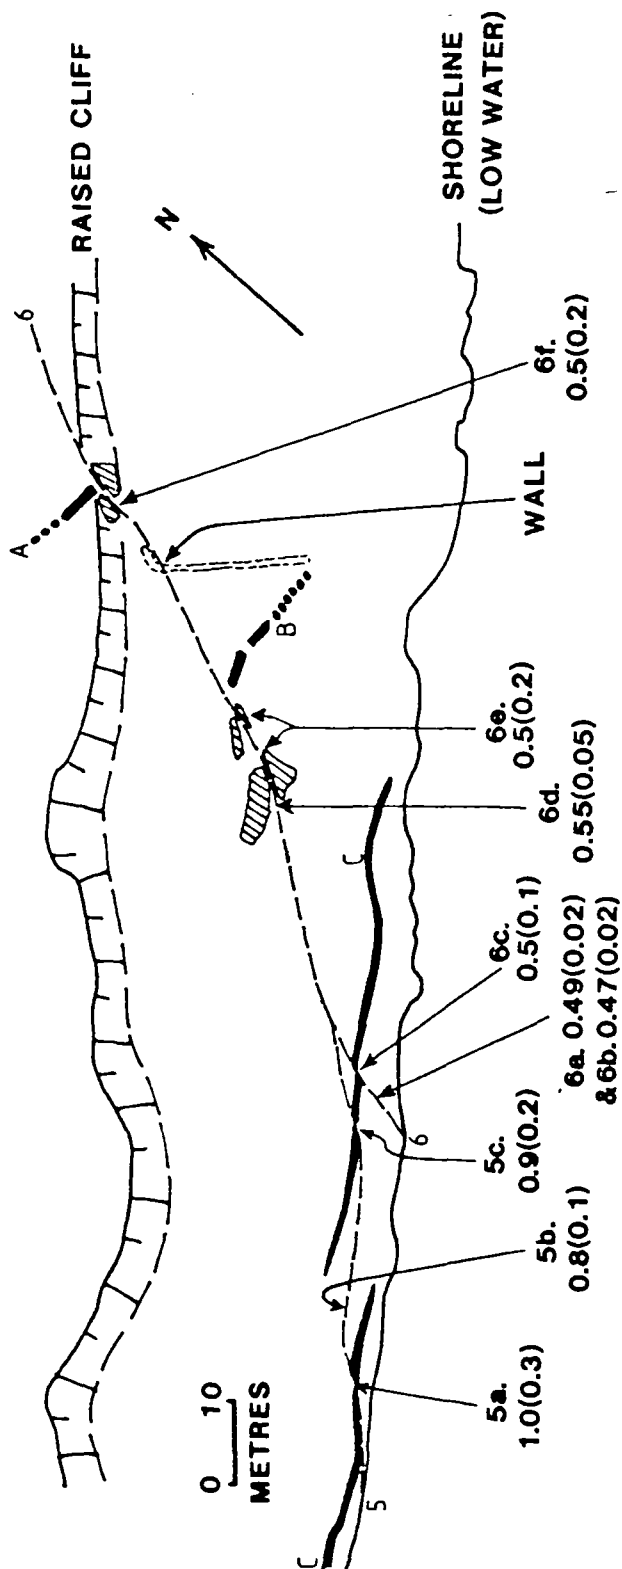 RAISED CLIFF
6
A
N
SHORELINE
(LOW WATER)
6f.
0.5(0.2)
WALL
B
6e.
0.5(0.2)
6d.
0.55(0.05)
C
6c.
0.5(0.1)
6a. 0.49(0.02)
& 6b. 0.47(0.02)
6
5c.
0.9(0.2)
5b.
0.8(0.1)
5a.
1.0(0.3)
0 10
METRES
5
C